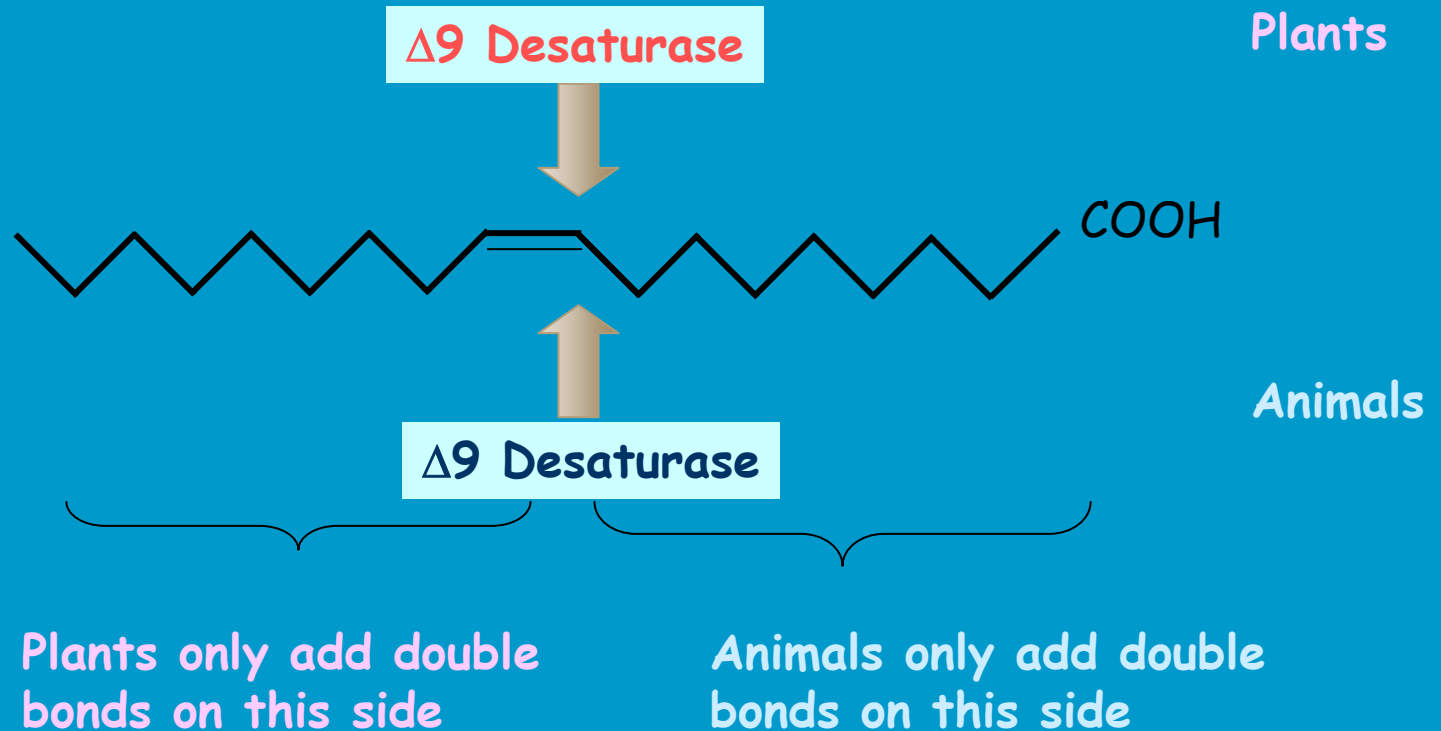 Δ9 Desaturase
Plants
COOH
Animals
Δ9 Desaturase
Plants only add double
bonds on this side
Animals only add double
bonds on this side